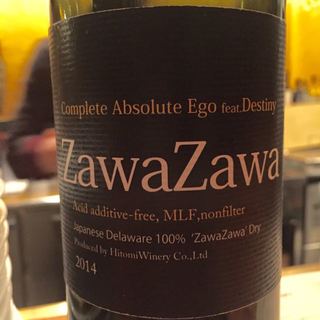 Complete Absolute Ego feat.Destiny
ZawaZawa
Acid additive-free, MLF,nonfilter
Japanese Delaware 100% 'ZawaZawa' Dry
Produced by HitomiWinery Co.,Ltd
2014